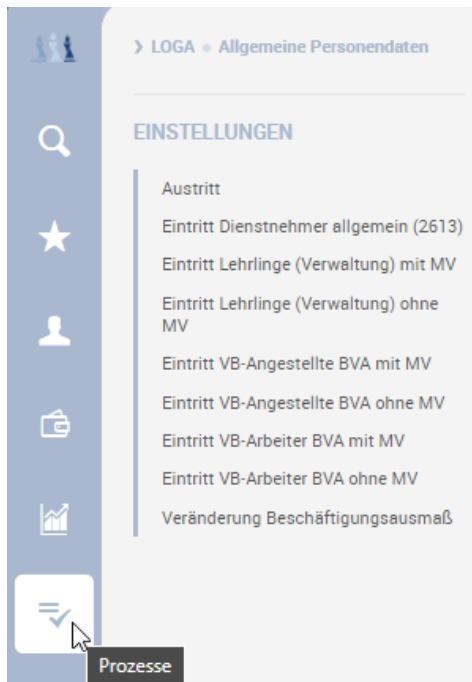 ❯ LOGA • Allgemeine Personendaten
EINSTELLUNGEN
Austritt
Eintritt Dienstnehmer allgemein (2613)
Eintritt Lehrlinge (Verwaltung) mit MV
Eintritt Lehrlinge (Verwaltung) ohne
MV
Eintritt VB-Angestellte BVA mit MV
Eintritt VB-Angestellte BVA ohne MV
Eintritt VB-Arbeiter BVA mit MV
Eintritt VB-Arbeiter BVA ohne MV
Veränderung Beschäftigungsausmaß
Prozesse